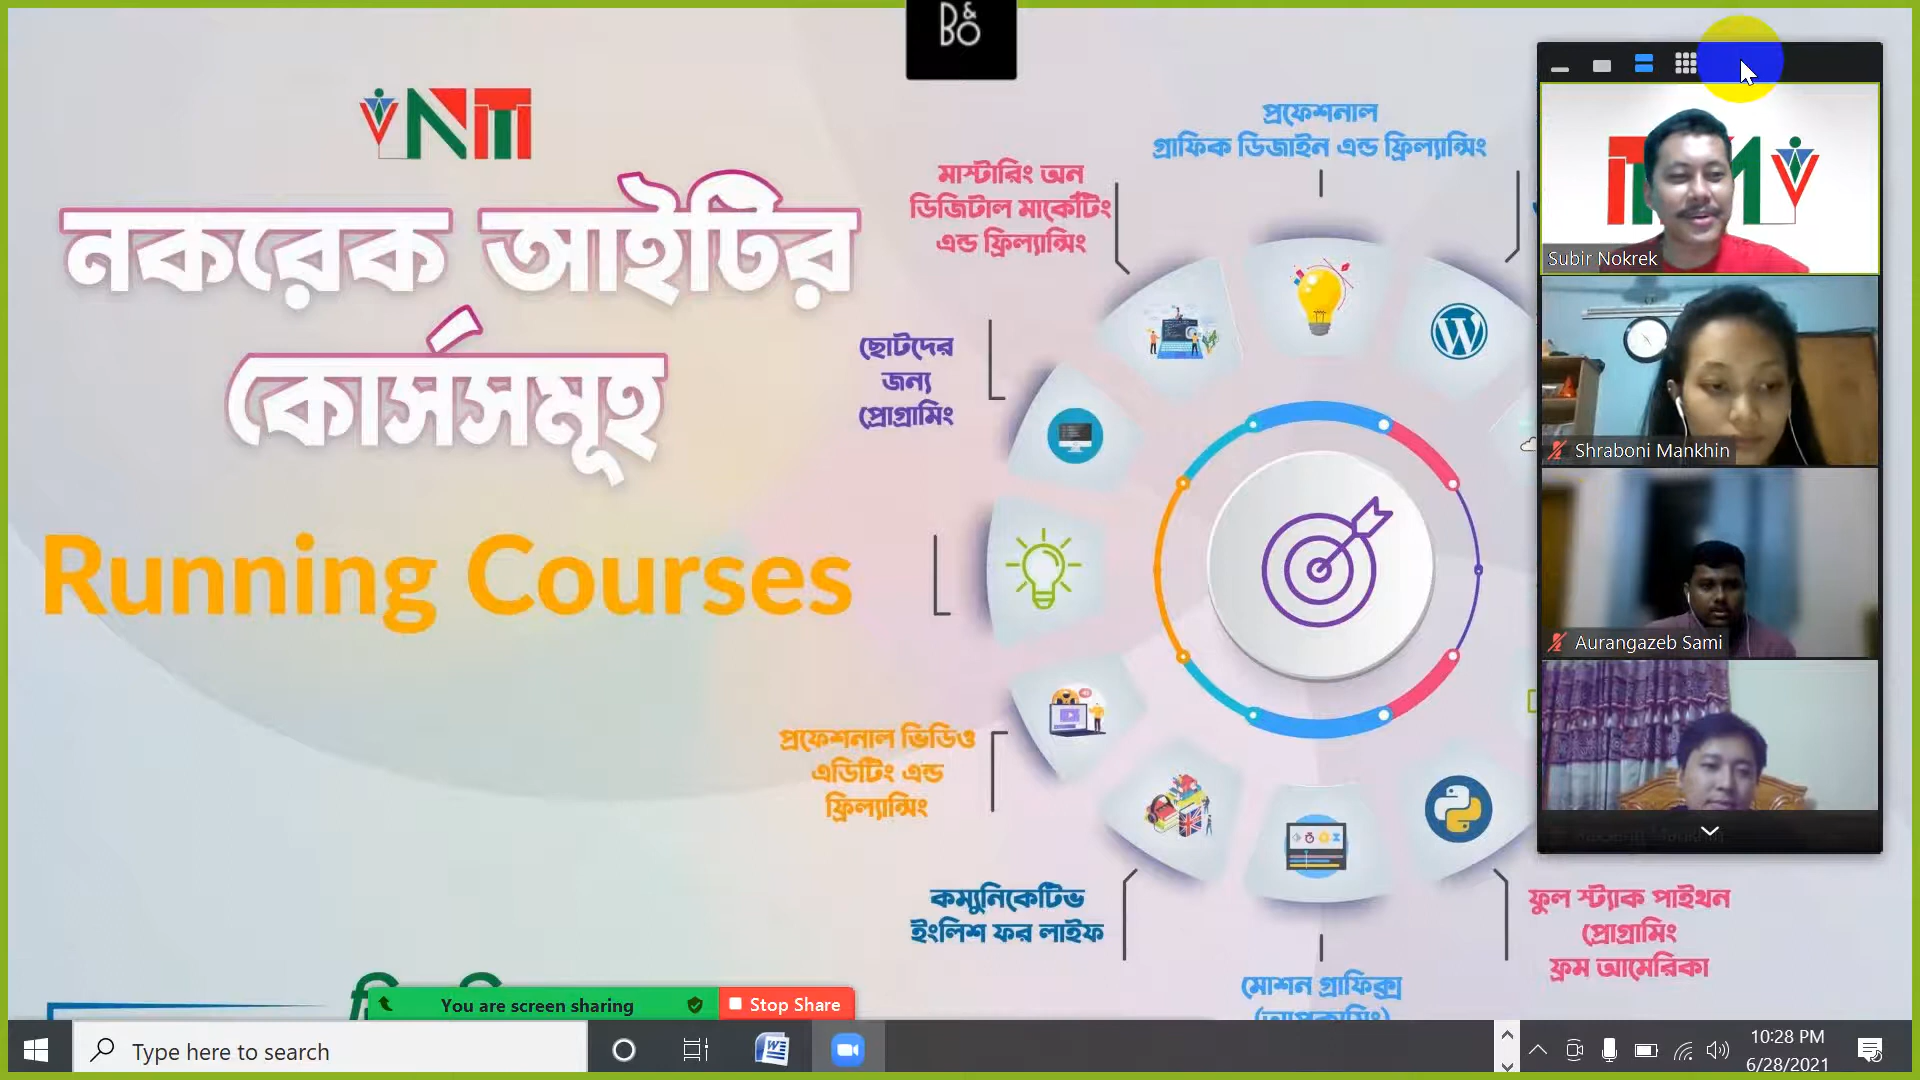 B&O
NIT
নকরেক আইটির
কোর্সসমূহ
Running Courses
প্রফেশনাল
গ্রাফিক ডিজাইন এন্ড ফ্রিল্যান্সিং
মাস্টারিং অন
ডিজিটাল মার্কেটিং
এন্ড ফ্রিল্যান্সিং
ছোটদের
জন্য
প্রোগ্রামিং
প্রফেশনাল ভিডিও
এডিটিং এন্ড
ফ্রিল্যান্সিং
কম্যুনিকেটিভ
ইংলিশ ফর লাইফ
মোশন গ্রাফিক্স
(আপকামিং)
ফুল স্ট্যাক পাইথন
প্রোগ্রামিং
ফ্রম আমেরিকা
Subir Nokrek
Shraboni Mankhin
Aurangazeb Sami
You are screen sharing
Stop Share
Type here to search
10:28 PM
6/28/2021